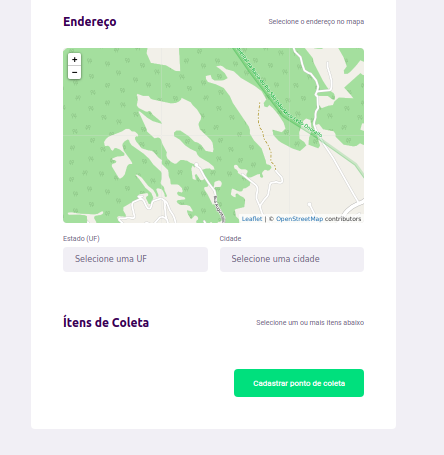 Endereço
Selecione o endereço no mapa
+
−
Leaflet | © OpenStreetMap contributors
Estado (UF)
Cidade
Selecione uma UF
Selecione uma cidade
Ítens de Coleta
Selecione um ou mais ítens abaixo
Cadastrar ponto de coleta